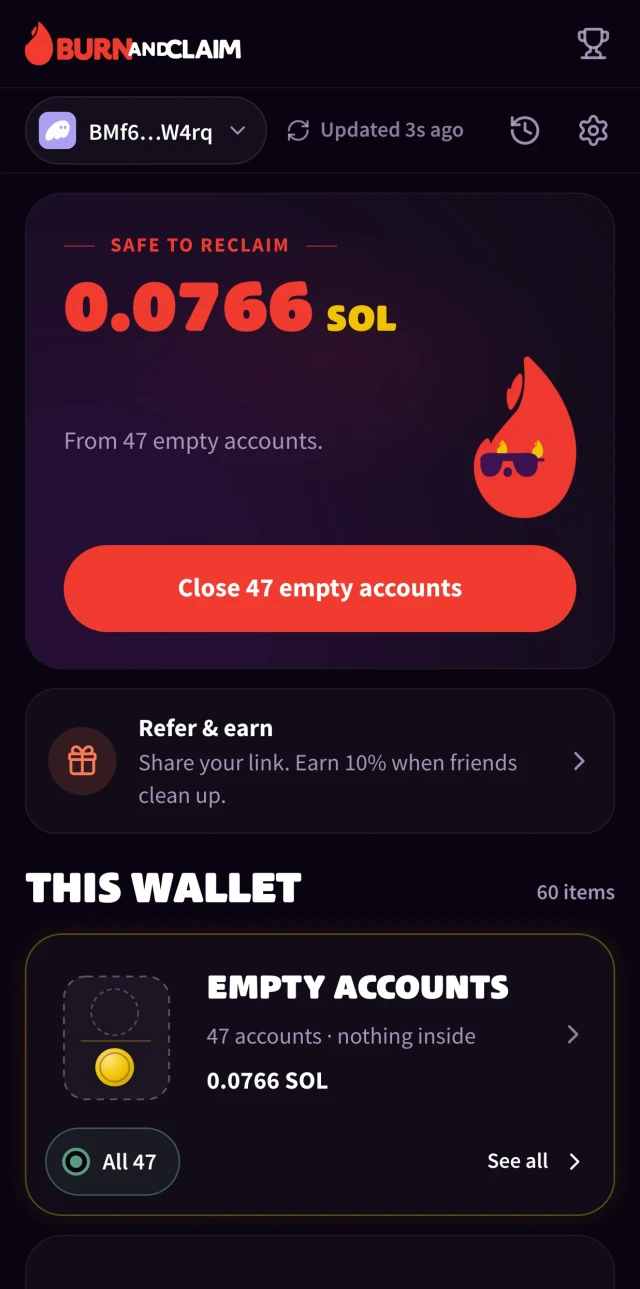 BURNANDCLAIM
BMf6...W4rq
Updated 3s ago
SAFE TO RECLAIM
0.0766 SOL
From 47 empty accounts.
Close 47 empty accounts
Refer & earn
Share your link. Earn 10% when friends
clean up.
THIS WALLET
60 items
EMPTY ACCOUNTS
47 accounts · nothing inside
0.0766 SOL
All 47
See all